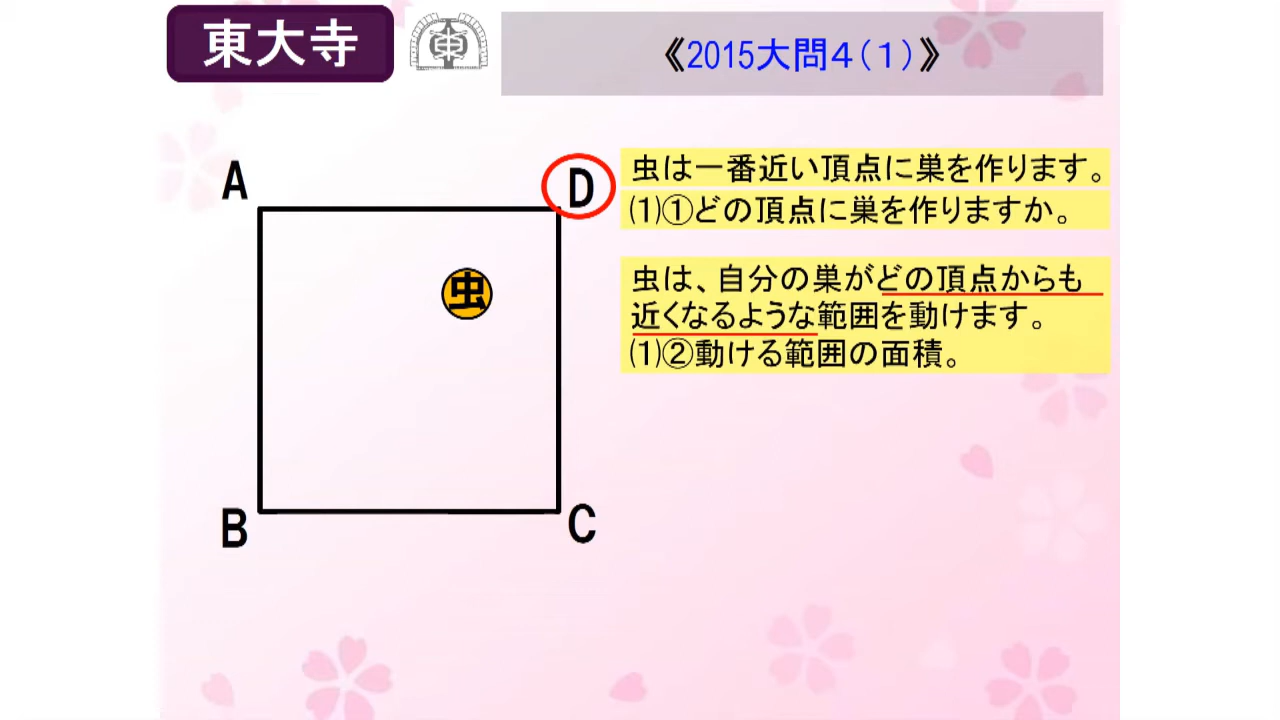 東大寺
東
《2015大問4(1)》
A
D
虫は一番近い頂点に巣を作ります。
(1)①どの頂点に巣を作りますか。
虫
虫は、自分の巣がどの頂点からも
近くなるような範囲を動けます。
(1)②動ける範囲の面積。
B
C